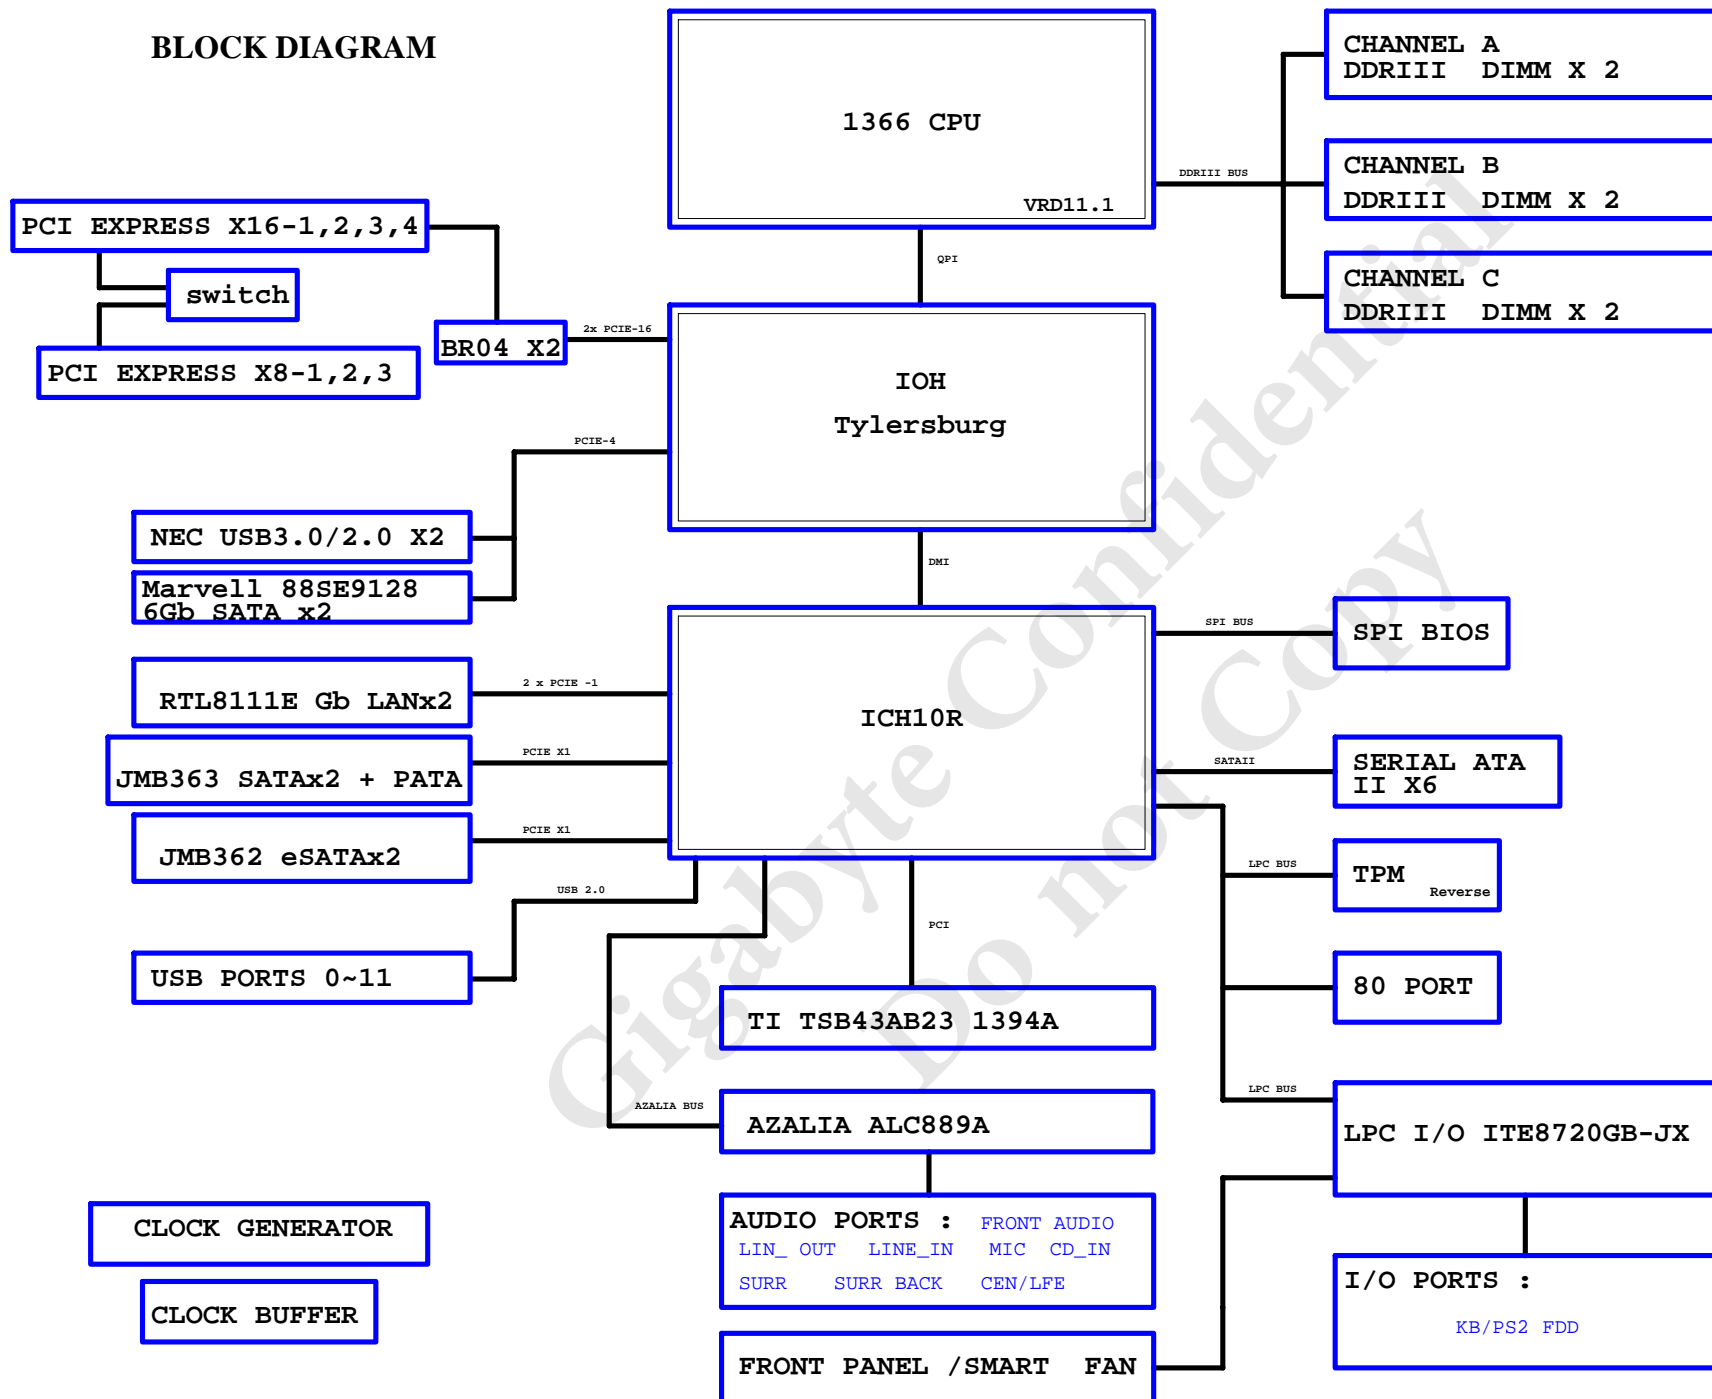 BLOCK DIAGRAM
1366 CPU
VRD11.1
CHANNEL A
DDRIII DIMM X 2
DDRIII BUS
CHANNEL B
DDRIII DIMM X 2
CHANNEL C
DDRIII DIMM X 2
PCI EXPRESS X16-1,2,3,4
switch
PCI EXPRESS X8-1,2,3
BR04 X2
2x PCIE-16
QPI
IOH
Tylersburg
PCIE-4
NEC USB3.0/2.0 X2
Marvell 88SE9128
6Gb SATA x2
DMI
RTL8111E Gb LANx2
2 x PCIE -1
JMB363 SATAx2 + PATA
PCIE X1
JMB362 eSATAx2
PCIE X1
ICH10R
SPI BUS
SPI BIOS
SATAII
SERIAL ATA
II X6
LPC BUS
TPM
Reverse
80 PORT
USB 2.0
USB PORTS 0~11
PCI
TI TSB43AB23 1394A
AZALIA BUS
AZALIA ALC889A
LPC BUS
LPC I/O ITE8720GB-JX
AUDIO PORTS : FRONT AUDIO
LIN_ OUT LINE_IN MIC CD_IN
SURR SURR BACK CEN/LFE
I/O PORTS :
KB/PS2 FDD
CLOCK GENERATOR
CLOCK BUFFER
FRONT PANEL /SMART FAN
Gigabyte Confidential
Do not Copy